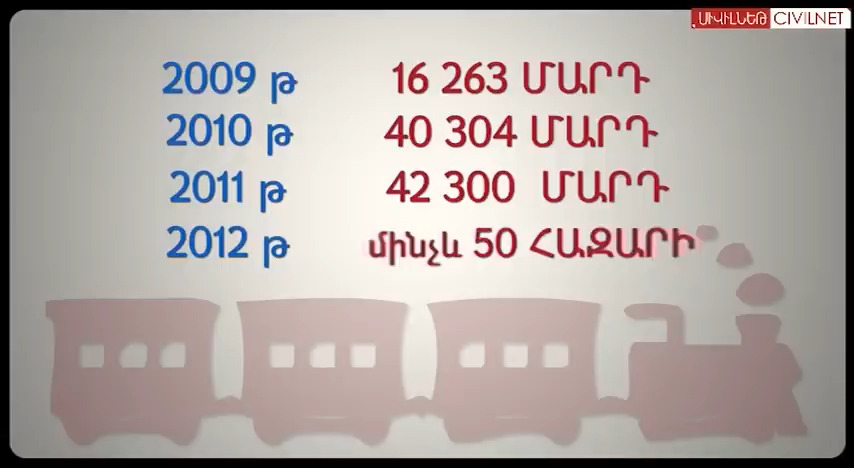 ՍԻՎԻԼՆԵԹ CIVILNET
2009 թ 16 263 ՄԱՐԴ
2010 թ 40 304 ՄԱՐԴ
2011 թ 42 300 ՄԱՐԴ
2012 թ մինչև 50 ՀԱԶԱՐԻ